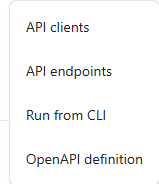 API clients
API endpoints
Run from CLI
OpenAPI definition